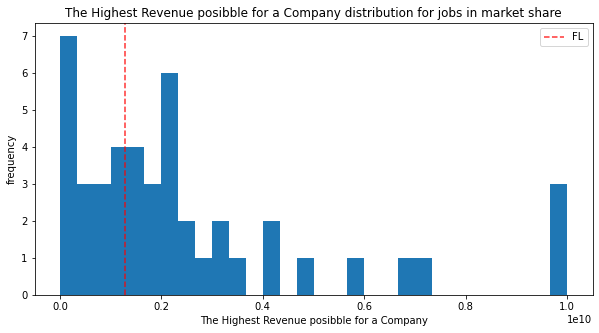 The Highest Revenue posibble for a Company distribution for jobs in market share
FL
7
6
5
4
3
2
1
0
frequency
0.0 0.2 0.4 0.6 0.8 1.0
1e10
The Highest Revenue posibble for a Company